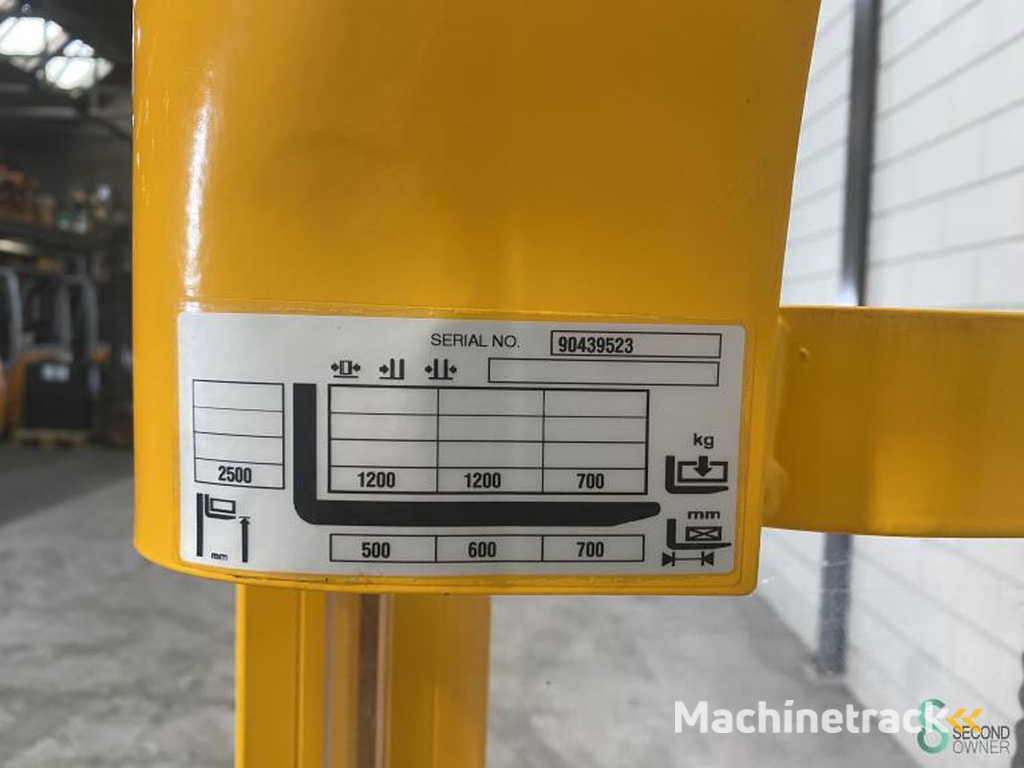 SERIAL NO. 90439523
kg
2500 1200 1200 700
mm
mm 500 600 700
Machinetrack
SECOND
OWNER